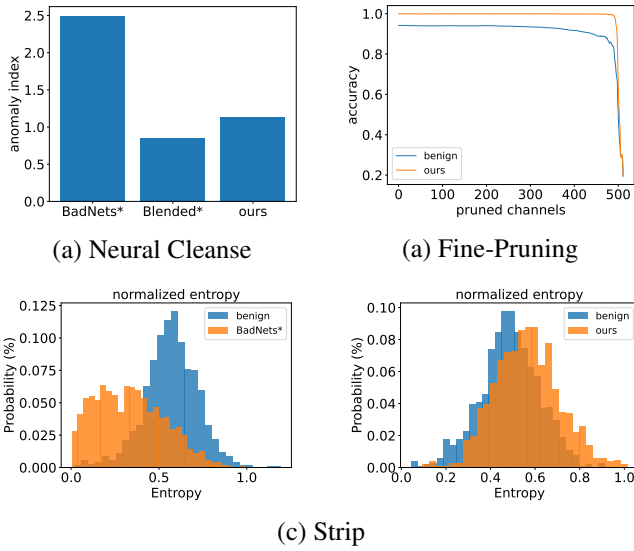 2.5
2.0
1.5
1.0
0.5
0.0
anomaly index
BadNets* Blended* ours
(a) Neural Cleanse
1.0
0.8
0.6
0.4
0.2
accuracy
benign
ours
0 100 200 300 400 500
pruned channels
(a) Fine-Pruning
normalized entropy
0.125
0.100
0.075
0.050
0.025
0.000
Probability (%)
benign
BadNets*
0.0 0.5 1.0
Entropy
normalized entropy
0.10
0.08
0.06
0.04
0.02
0.00
Probability (%)
benign
ours
0.0 0.2 0.4 0.6 0.8 1.0
Entropy
(c) Strip